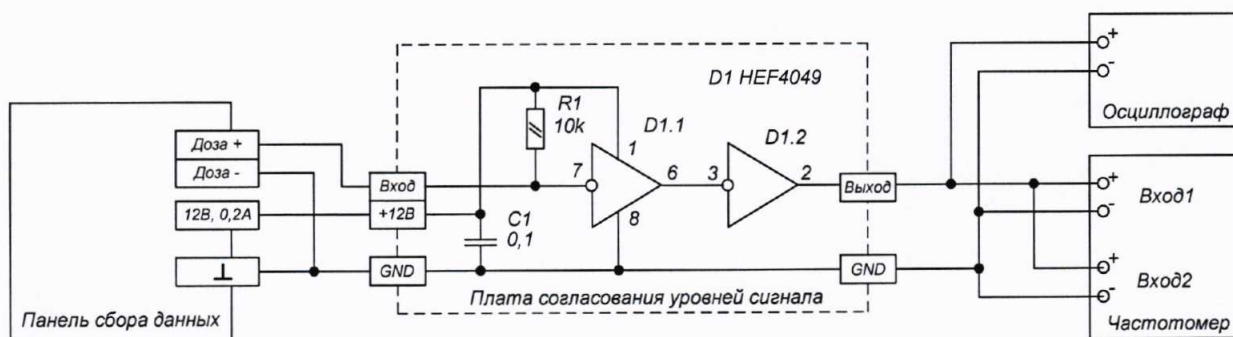 Доза +
Доза -
12В, 0,2А
⊥
Панель сбора данных
Вход
+12В
GND
R1
10k
C1
0,1
D1 HEF4049
D1.1
7
1
6
8
D1.2
3
2
Выход
GND
Плата согласования уровней сигнала
+
-
Осциллограф
+
-
Вход1
+
-
Вход2
Частотомер